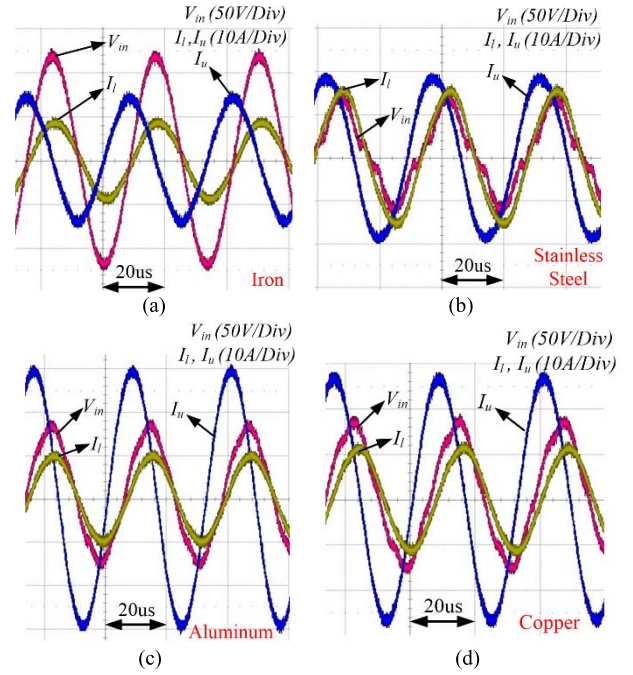 V_in (50V/Div)
I_l, I_u (10A/Div)
V_in
I_l
I_u
20us
Iron
(a)
V_in (50V/Div)
I_l, I_u (10A/Div)
I_l
I_u
V_in
20us
Stainless
Steel
(b)
V_in (50V/Div)
I_l, I_u (10A/Div)
V_in
I_u
I_l
20us
Aluminum
(c)
V_in (50V/Div)
I_l, I_u (10A/Div)
V_in
I_u
I_l
20us
Copper
(d)